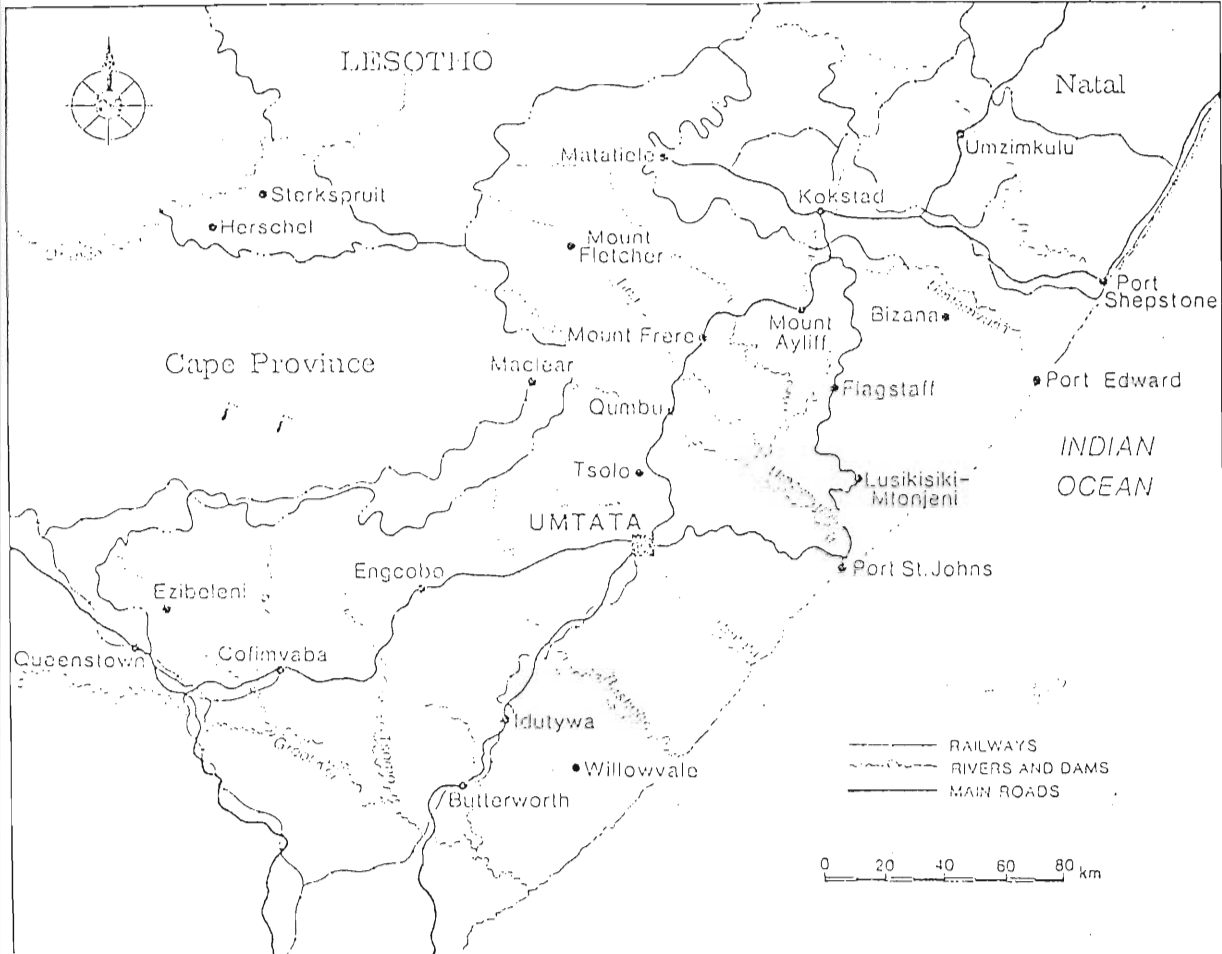 LESOTHO
Natal
Matatiele
Umzimkulu
Sterkspruit
Kokstad
Herschel
Mount
Fletcher
Port
Shepstone
Bizana
Mount
Ayliff
Mount Frere
Cape Province
Maclear
Flagstaff
Port Edward
Qumbu
INDIAN
OCEAN
Tsolo
Lusikisiki-
Mtonjeni
UMTATA
Engcobo
Port St. Johns
Ezibeleni
Queenstown
Cofimvaba
Idutywa
Willowvale
Butterworth
RAILWAYS
RIVERS AND DAMS
MAIN ROADS
0 20 40 60 80 km